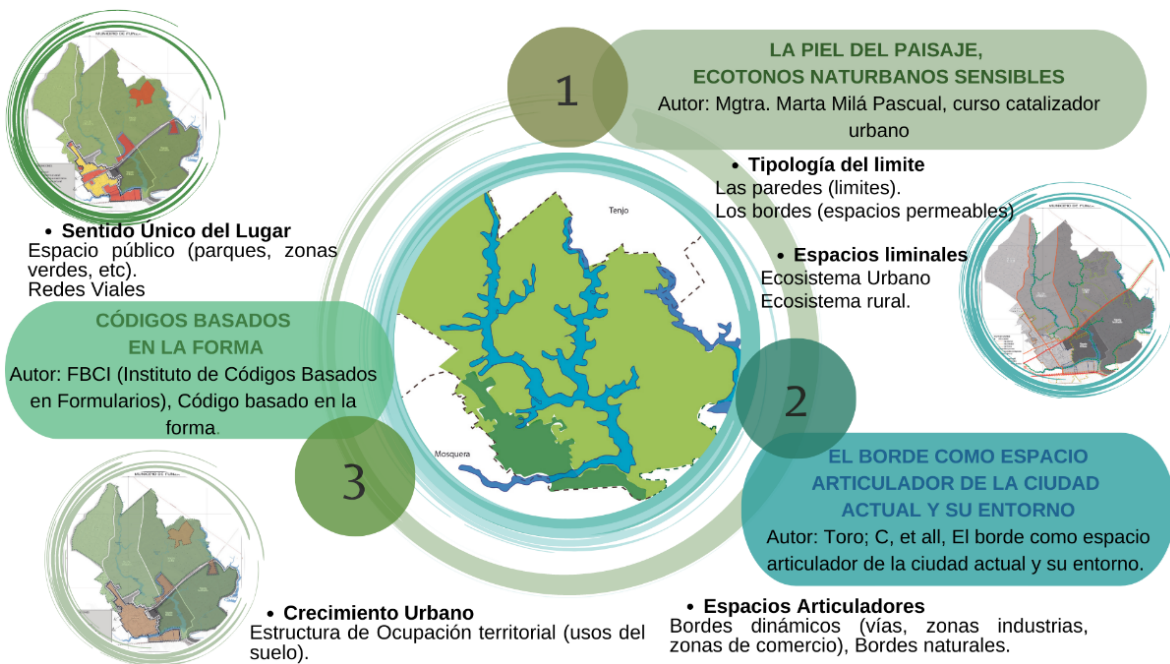 1
LA PIEL DEL PAISAJE,
ECOTONOS NATURBANOS SENSIBLES
Autor: Mgtra. Marta Milá Pascual, curso catalizador
urbano
• Tipología del limite
Las paredes (limites).
Los bordes (espacios permeables)
• Espacios liminales
Ecosistema Urbano
Ecosistema rural.
Tenjo
Mosquera
2
EL BORDE COMO ESPACIO
ARTICULADOR DE LA CIUDAD
ACTUAL Y SU ENTORNO
Autor: Toro; C, et all, El borde como espacio
articulador de la ciudad actual y su entorno.
• Espacios Articuladores
Bordes dinámicos (vías, zonas industrias,
zonas de comercio), Bordes naturales.
• Sentido Único del Lugar
Espacio público (parques, zonas
verdes, etc).
Redes Viales
CÓDIGOS BASADOS
EN LA FORMA
Autor: FBCI (Instituto de Códigos Basados
en Formularios), Código basado en la
forma.
3
• Crecimiento Urbano
Estructura de Ocupación territorial (usos del
suelo).